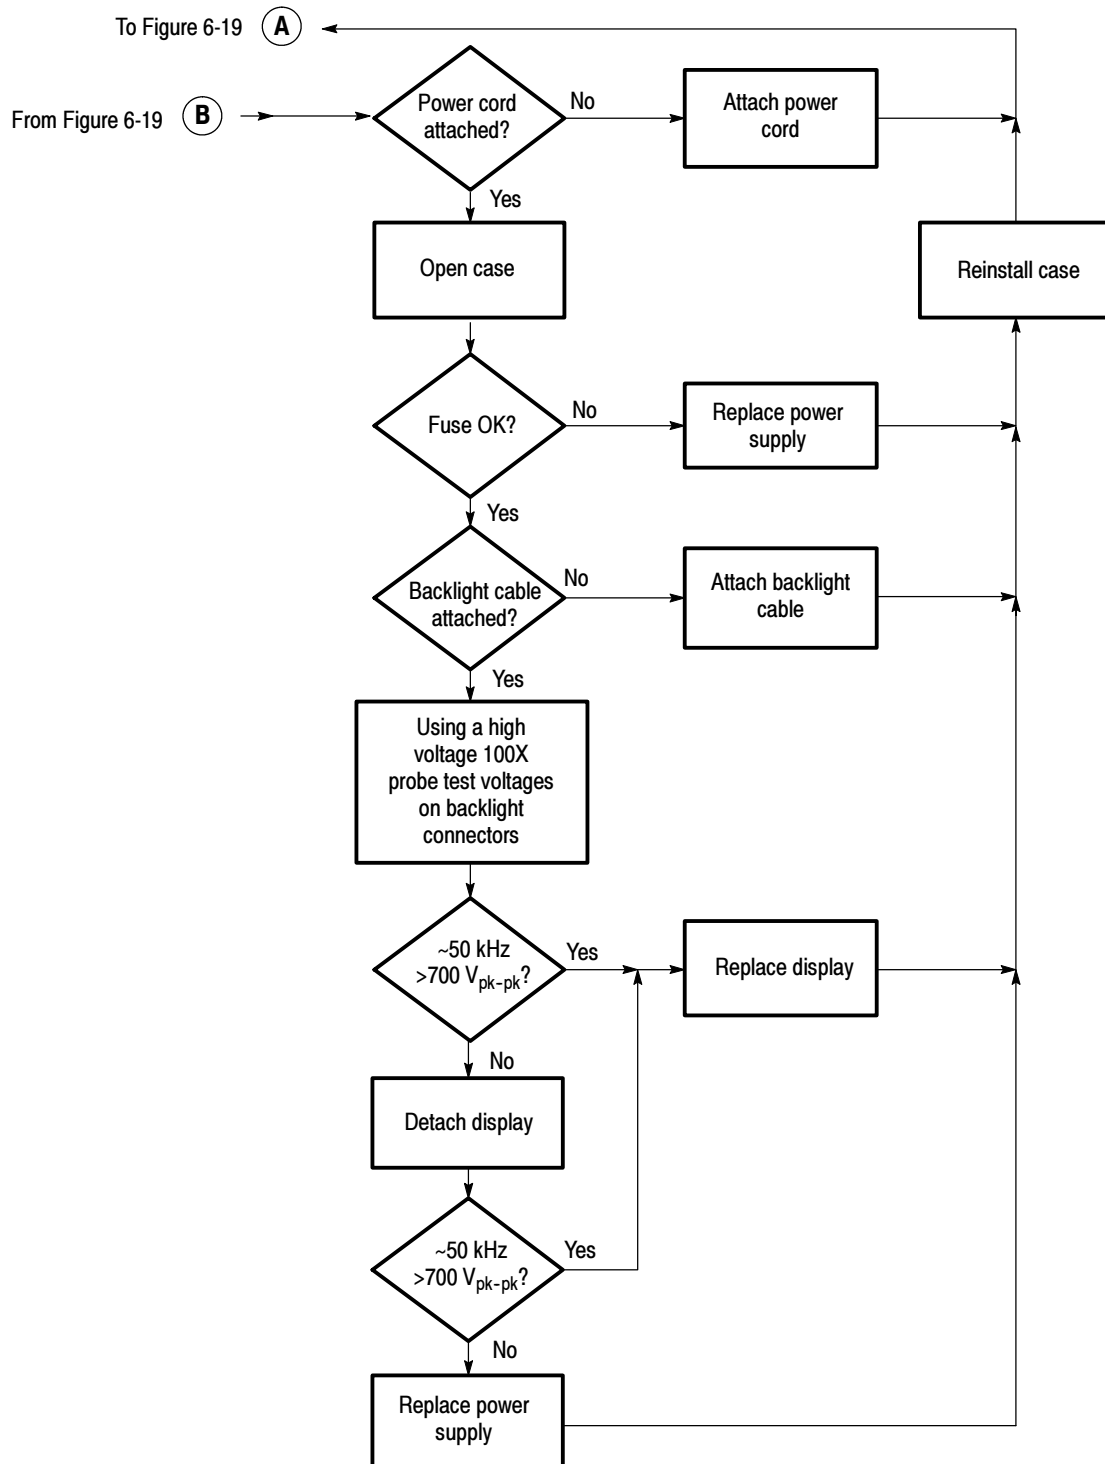 To Figure 6-19 A
From Figure 6-19 B
Power cord
attached?
No
Attach power
cord
Yes
Open case
Reinstall case
Fuse OK?
No
Replace power
supply
Yes
Backlight cable
attached?
No
Attach backlight
cable
Yes
Using a high
voltage 100X
probe test voltages
on backlight
connectors
~50 kHz
>700 Vpk-pk?
Yes
Replace display
No
Detach display
~50 kHz
>700 Vpk-pk?
Yes
No
Replace power
supply